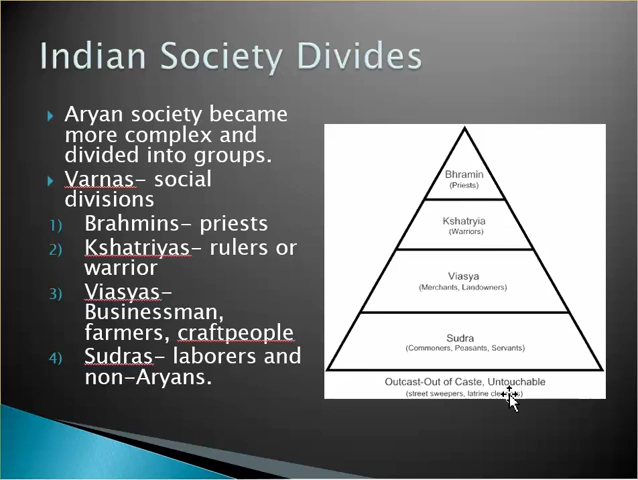 Indian Society Divides
Aryan society became
more complex and
divided into groups.
Varnas- social
divisions
1) Brahmins- priests
2) Kshatriyas- rulers or
warrior
3) Viasyas-
Businessman,
farmers, craftpeople
4) Sudras- laborers and
non-Aryans.
Bhramin
(Priests)
Kshatryia
(Warriors)
Viasya
(Merchants, Landowners)
Sudra
(Commoners, Peasants, Servants)
Outcast-Out of Caste, Untouchable
(street sweepers, latrine